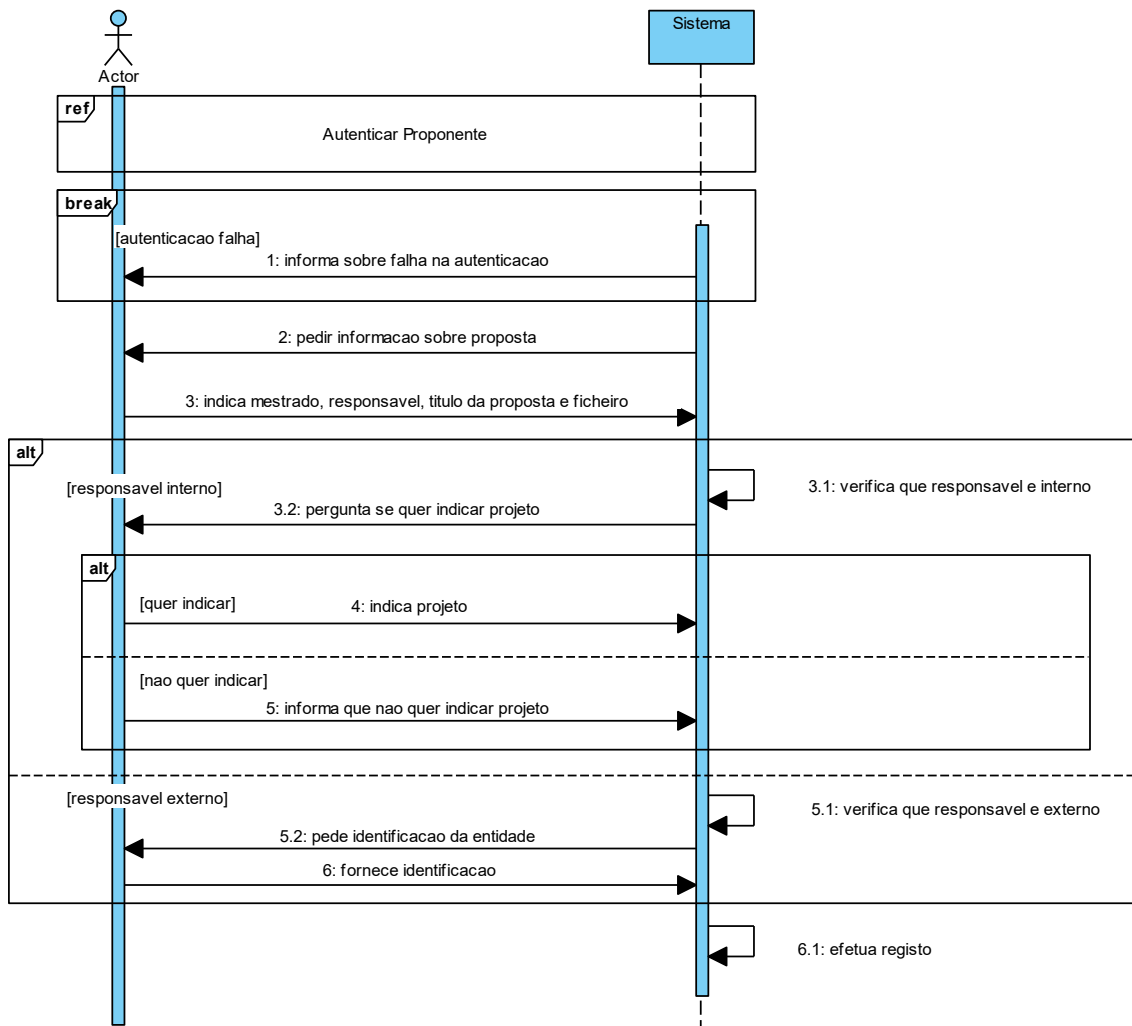 Actor
Sistema
ref
Autenticar Proponente
break
[autenticacao falha]
1: informa sobre falha na autenticacao
2: pedir informacao sobre proposta
3: indica mestrado, responsavel, titulo da proposta e ficheiro
alt
[responsavel interno]
3.1: verifica que responsavel e interno
3.2: pergunta se quer indicar projeto
alt
[quer indicar]
4: indica projeto
[nao quer indicar]
5: informa que nao quer indicar projeto
[responsavel externo]
5.1: verifica que responsavel e externo
5.2: pede identificacao da entidade
6: fornece identificacao
6.1: efetua registo